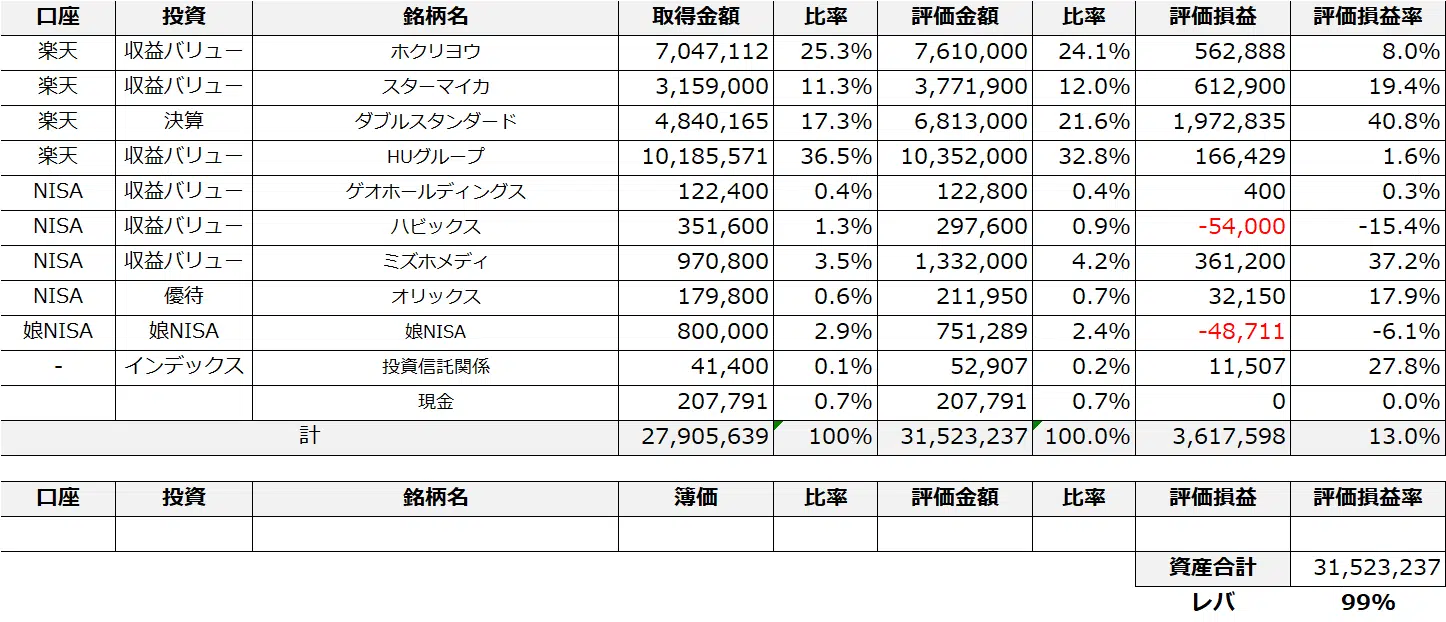 口座 投資 銘柄名 取得金額 比率 評価金額 比率 評価損益 評価損益率
楽天 収益バリュー ホクリヨウ 7,047,112 25.3% 7,610,000 24.1% 562,888 8.0%
楽天 収益バリュー スターマイカ 3,159,000 11.3% 3,771,900 12.0% 612,900 19.4%
楽天 決算 ダブルスタンダード 4,840,165 17.3% 6,813,000 21.6% 1,972,835 40.8%
楽天 収益バリュー HUグループ 10,185,571 36.5% 10,352,000 32.8% 166,429 1.6%
NISA 収益バリュー ゲオホールディングス 122,400 0.4% 122,800 0.4% 400 0.3%
NISA 収益バリュー ハビックス 351,600 1.3% 297,600 0.9% -54,000 -15.4%
NISA 収益バリュー ミズホメディ 970,800 3.5% 1,332,000 4.2% 361,200 37.2%
NISA 優待 オリックス 179,800 0.6% 211,950 0.7% 32,150 17.9%
娘NISA 娘NISA 娘NISA 800,000 2.9% 751,289 2.4% -48,711 -6.1%
- インデックス 投資信託関係 41,400 0.1% 52,907 0.2% 11,507 27.8%
現金 207,791 0.7% 207,791 0.7% 0 0.0%
計 27,905,639 100% 31,523,237 100.0% 3,617,598 13.0%
口座 投資 銘柄名 簿価 比率 評価金額 比率 評価損益 評価損益率
資産合計 31,523,237
レバ 99%